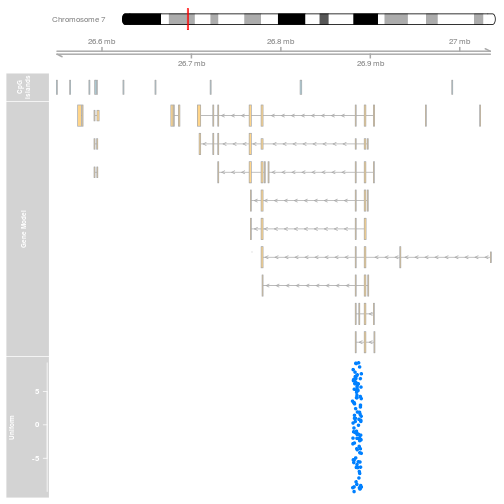 Chromosome 7
26.6 mb
26.8 mb
27 mb
26.7 mb
26.9 mb
CpG
Islands
Gene Model
Uniform
5
0
-5